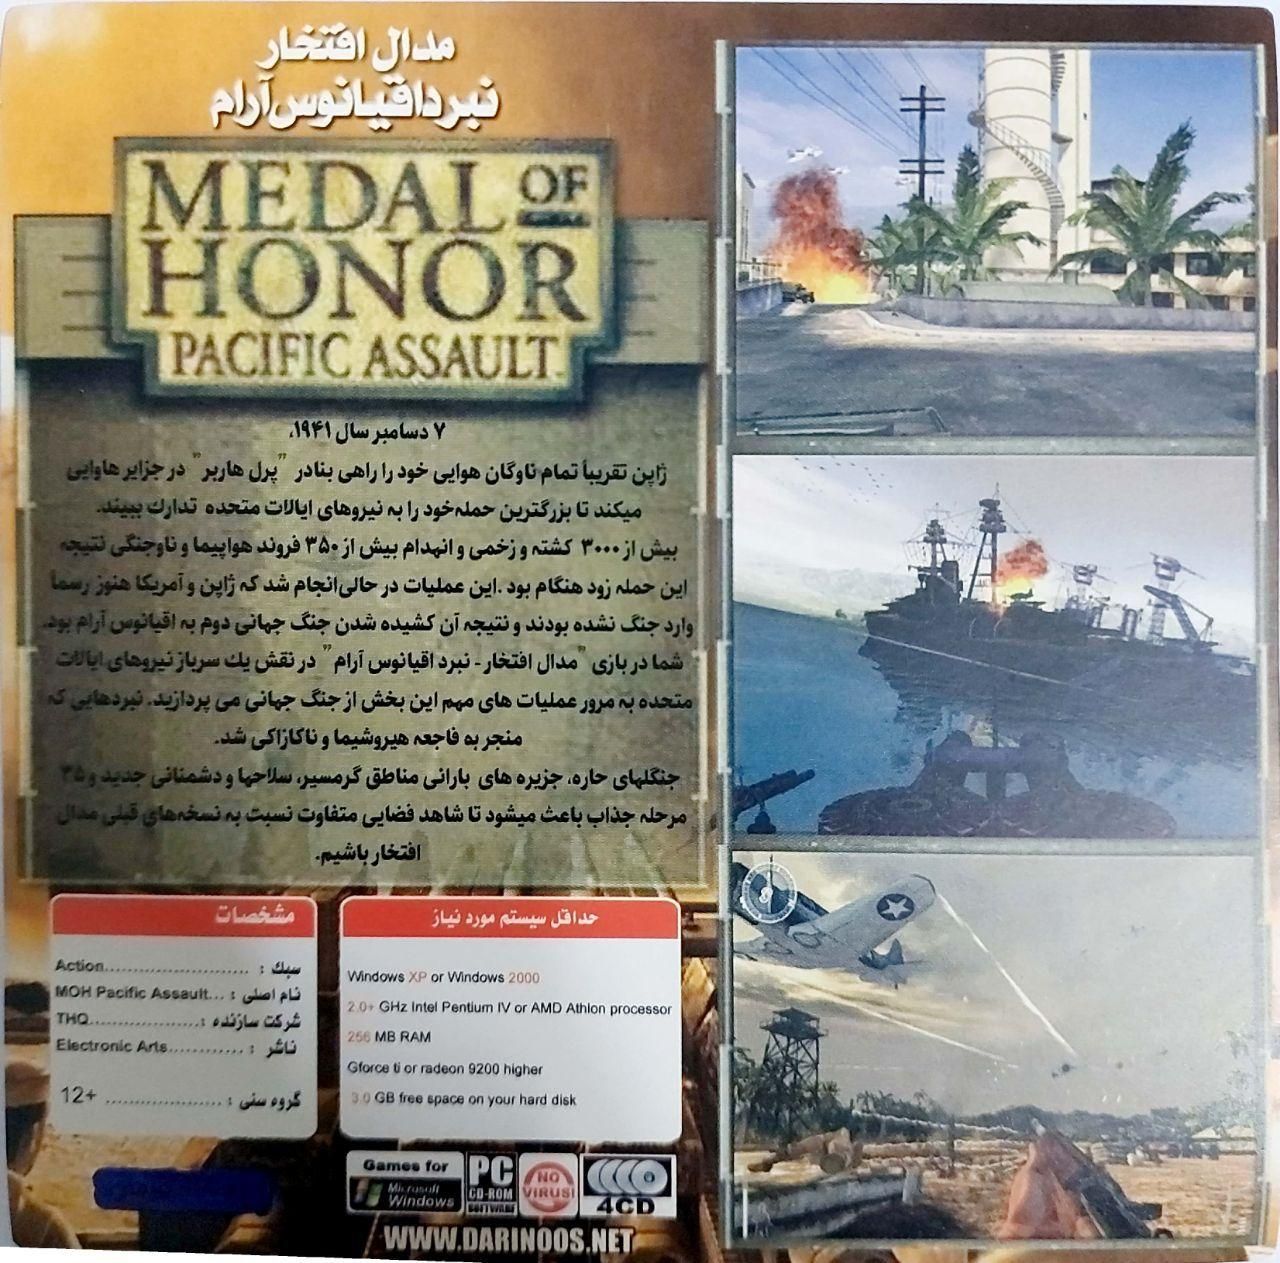 مدال افتخار
نبرد اقیانوس آرام
MEDAL OF
HONOR
PACIFIC ASSAULT
۷ دسامبر سال ۱۹۴۱،
ژاپن تقریباً تمام ناوگان هوایی خود را راهی بنادر "پرل هاربر" در جزایر هاوایی
میکند تا بزرگترین حمله خود را به نیروهای ایالات متحده تدارک ببیند.
بیش از ۳۰۰۰ کشته و زخمی و انهدام بیش از ۳۵۰ فروند هواپیما و ناوجنگی نتیجه
این حمله زود هنگام بود .این عملیات در حالی انجام شد که ژاپن و آمریکا هنوز رسماً
وارد جنگ نشده بودند و نتیجه آن کشیده شدن جنگ جهانی دوم به اقیانوس آرام بود.
شما در بازی "مدال افتخار - نبرد اقیانوس آرام" در نقش یک سرباز نیروهای ایالات
متحده به مرور عملیات های مهم این بخش از جنگ جهانی می پردازید. نبردهایی که
منجر به فاجعه هیروشیما و ناکازاکی شد.
جنگلهای حاره، جزیره های بارانی مناطق گرمسیر، سلاحها و دشمنانی جدید و ۳۵
مرحله جذاب باعث میشود تا شاهد فضایی متفاوت نسبت به نسخه‌های قبلی مدال
افتخار باشیم.
مشخصات
سبک : Action
نام اصلی : MOH Pacific Assault...
شرکت سازنده : THQ
ناشر : Electronic Arts
گروه سنی : 12+
حداقل سیستم مورد نیاز
Windows XP or Windows 2000
2.0+ GHz Intel Pentium IV or AMD Athlon processor
256 MB RAM
Gforce ti or radeon 9200 higher
3.0 GB free space on your hard disk
Games for
Microsoft
Windows
PC
CD-ROM
SOFTWARE
NO
VIRUS!
4CD
WWW.DARINOOS.NET